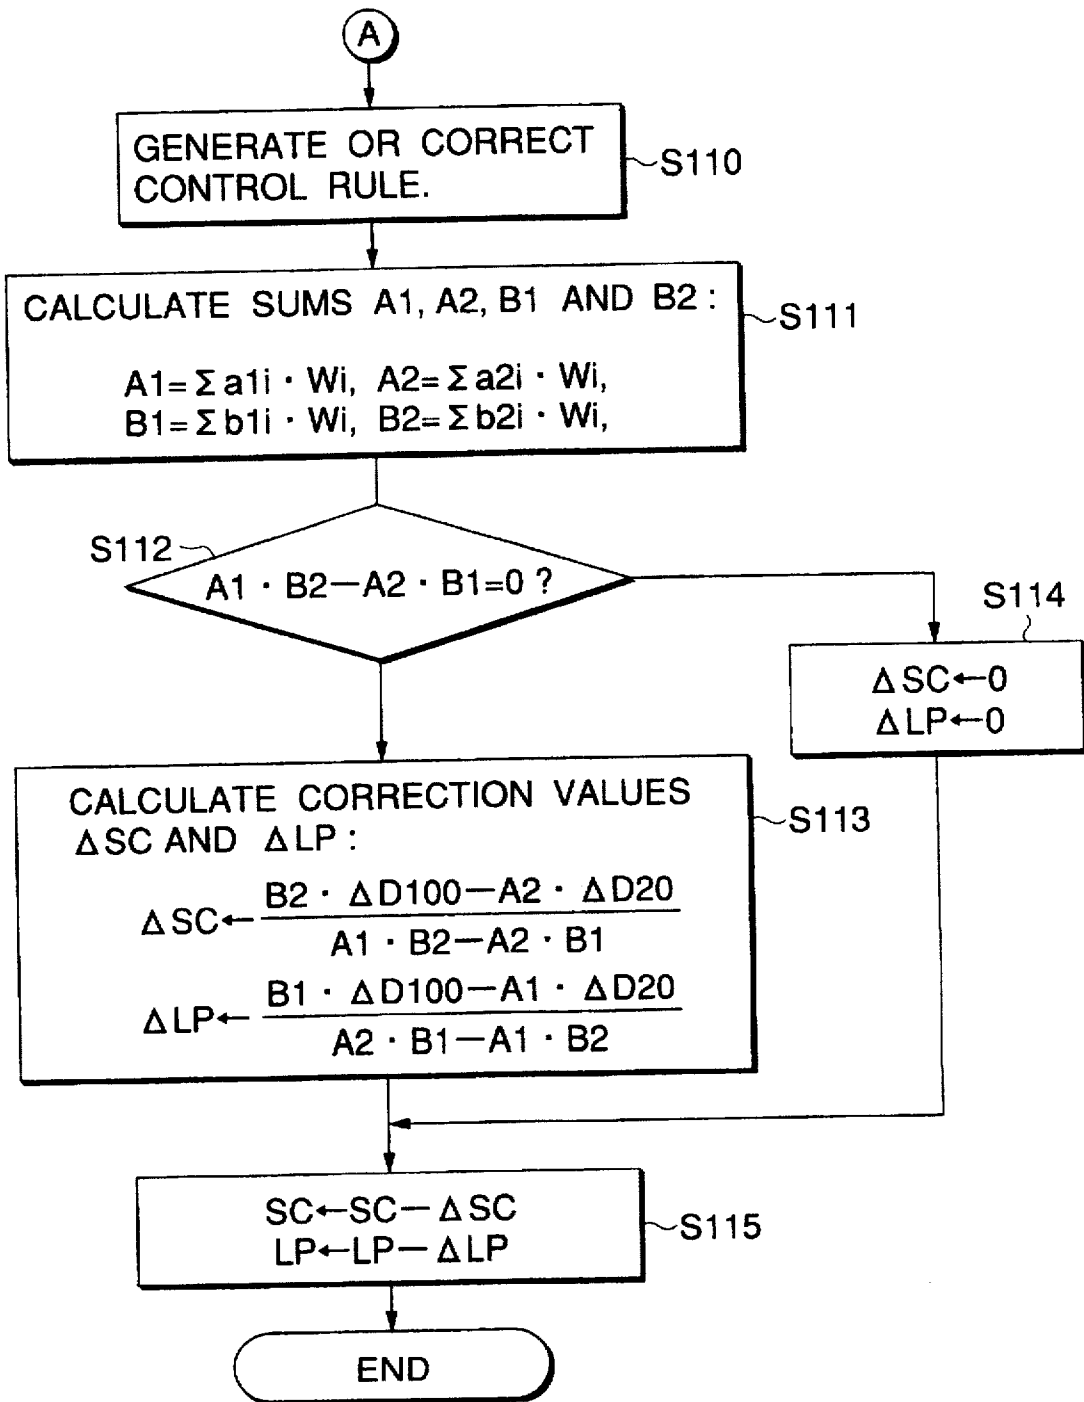 A
GENERATE OR CORRECT
CONTROL RULE.
S110
CALCULATE SUMS A1, A2, B1 AND B2 :
S111
A1=Σa1i · Wi, A2=Σa2i · Wi,
B1=Σb1i · Wi, B2=Σb2i · Wi,
S112
A1 · B2－A2 · B1=0 ?
S114
ΔSC←0
ΔLP←0
CALCULATE CORRECTION VALUES
ΔSC AND ΔLP :
S113
B2 · ΔD100－A2 · ΔD20
ΔSC←
A1 · B2－A2 · B1
B1 · ΔD100－A1 · ΔD20
ΔLP←
A2 · B1－A1 · B2
SC←SC－ΔSC
LP←LP－ΔLP
S115
END